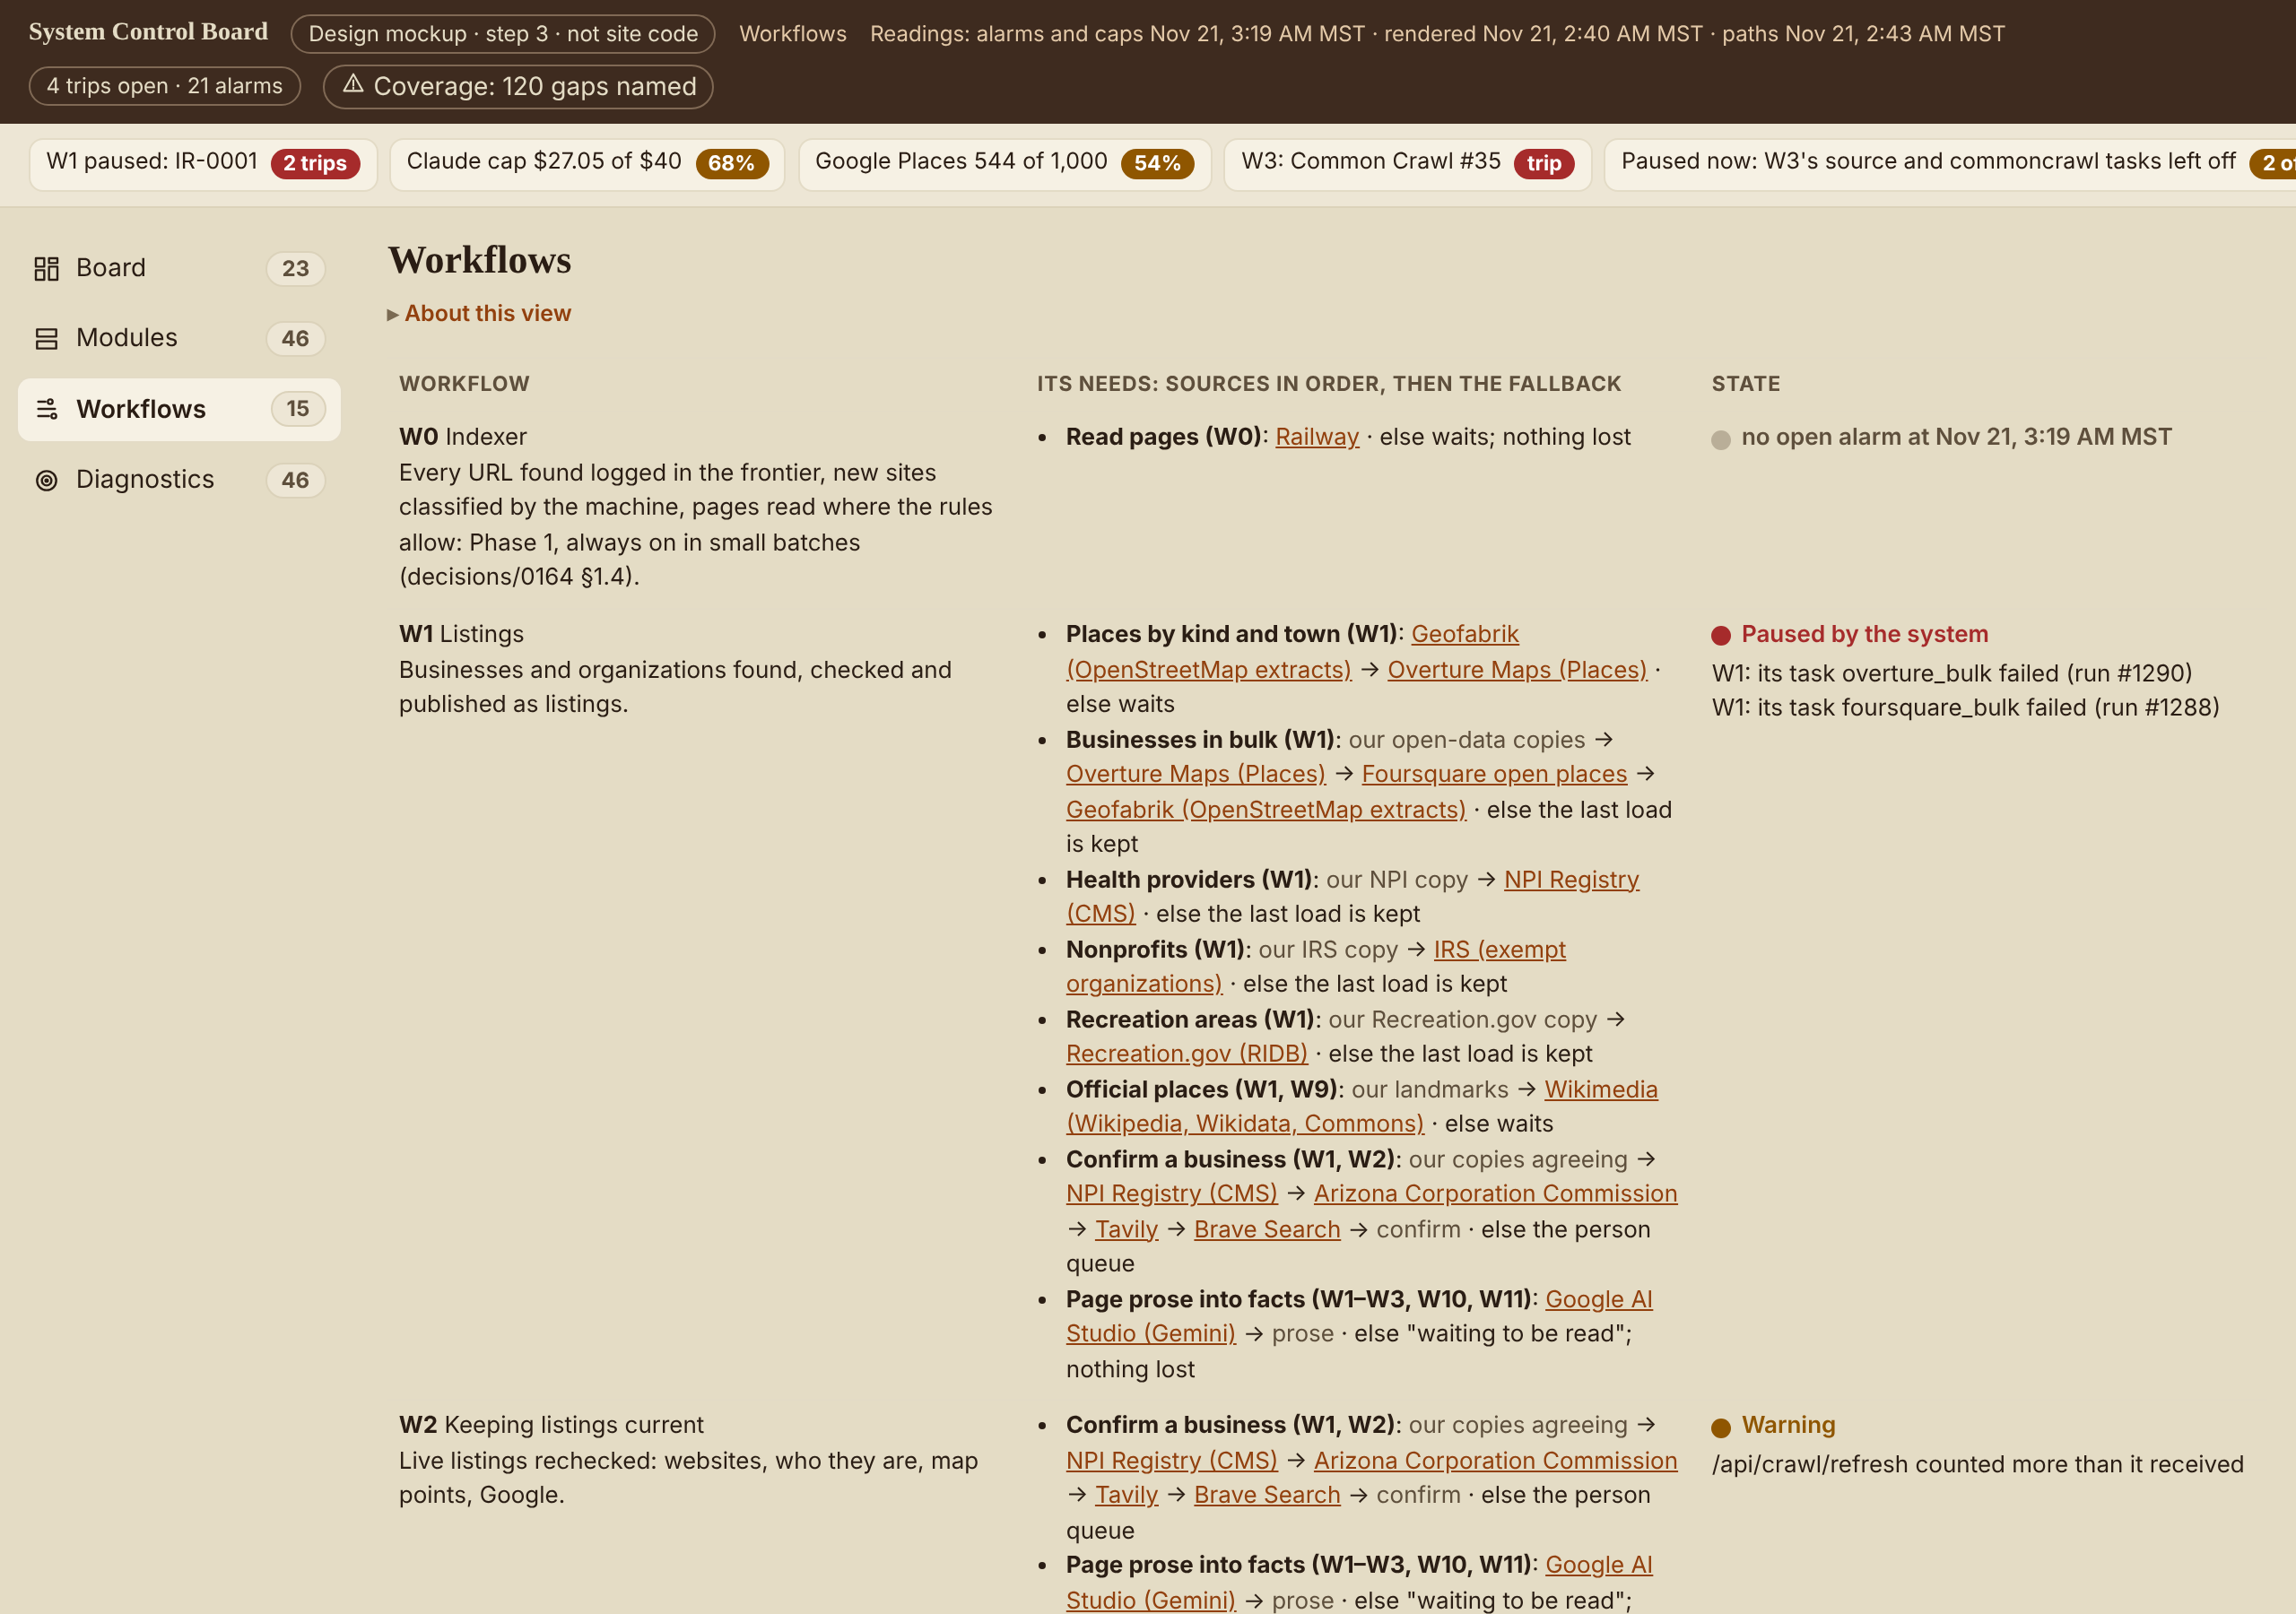 System Control Board
Design mockup · step 3 · not site code
Workflows
Readings: alarms and caps Nov 21, 3:19 AM MST · rendered Nov 21, 2:40 AM MST · paths Nov 21, 2:43 AM MST
4 trips open · 21 alarms
⚠ Coverage: 120 gaps named
W1 paused: IR-0001 2 trips
Claude cap $27.05 of $40 68%
Google Places 544 of 1,000 54%
W3: Common Crawl #35 trip
Paused now: W3's source and commoncrawl tasks left off 2 of
Board 23
Modules 46
Workflows 15
Diagnostics 46
Workflows
▸ About this view
WORKFLOW
ITS NEEDS: SOURCES IN ORDER, THEN THE FALLBACK
STATE
W0 Indexer
Every URL found logged in the frontier, new sites
classified by the machine, pages read where the rules
allow: Phase 1, always on in small batches
(decisions/0164 §1.4).
• Read pages (W0): Railway · else waits; nothing lost
no open alarm at Nov 21, 3:19 AM MST
W1 Listings
Businesses and organizations found, checked and
published as listings.
• Places by kind and town (W1): Geofabrik
(OpenStreetMap extracts) → Overture Maps (Places) ·
else waits
• Businesses in bulk (W1): our open-data copies →
Overture Maps (Places) → Foursquare open places →
Geofabrik (OpenStreetMap extracts) · else the last load
is kept
• Health providers (W1): our NPI copy → NPI Registry
(CMS) · else the last load is kept
• Nonprofits (W1): our IRS copy → IRS (exempt
organizations) · else the last load is kept
• Recreation areas (W1): our Recreation.gov copy →
Recreation.gov (RIDB) · else the last load is kept
• Official places (W1, W9): our landmarks → Wikimedia
(Wikipedia, Wikidata, Commons) · else waits
• Confirm a business (W1, W2): our copies agreeing →
NPI Registry (CMS) → Arizona Corporation Commission
→ Tavily → Brave Search → confirm · else the person
queue
• Page prose into facts (W1–W3, W10, W11): Google AI
Studio (Gemini) → prose · else "waiting to be read";
nothing lost
Paused by the system
W1: its task overture_bulk failed (run #1290)
W1: its task foursquare_bulk failed (run #1288)
W2 Keeping listings current
Live listings rechecked: websites, who they are, map
points, Google.
• Confirm a business (W1, W2): our copies agreeing →
NPI Registry (CMS) → Arizona Corporation Commission
→ Tavily → Brave Search → confirm · else the person
queue
• Page prose into facts (W1–W3, W10, W11): Google AI
Studio (Gemini) → prose · else "waiting to be read";
Warning
/api/crawl/refresh counted more than it received